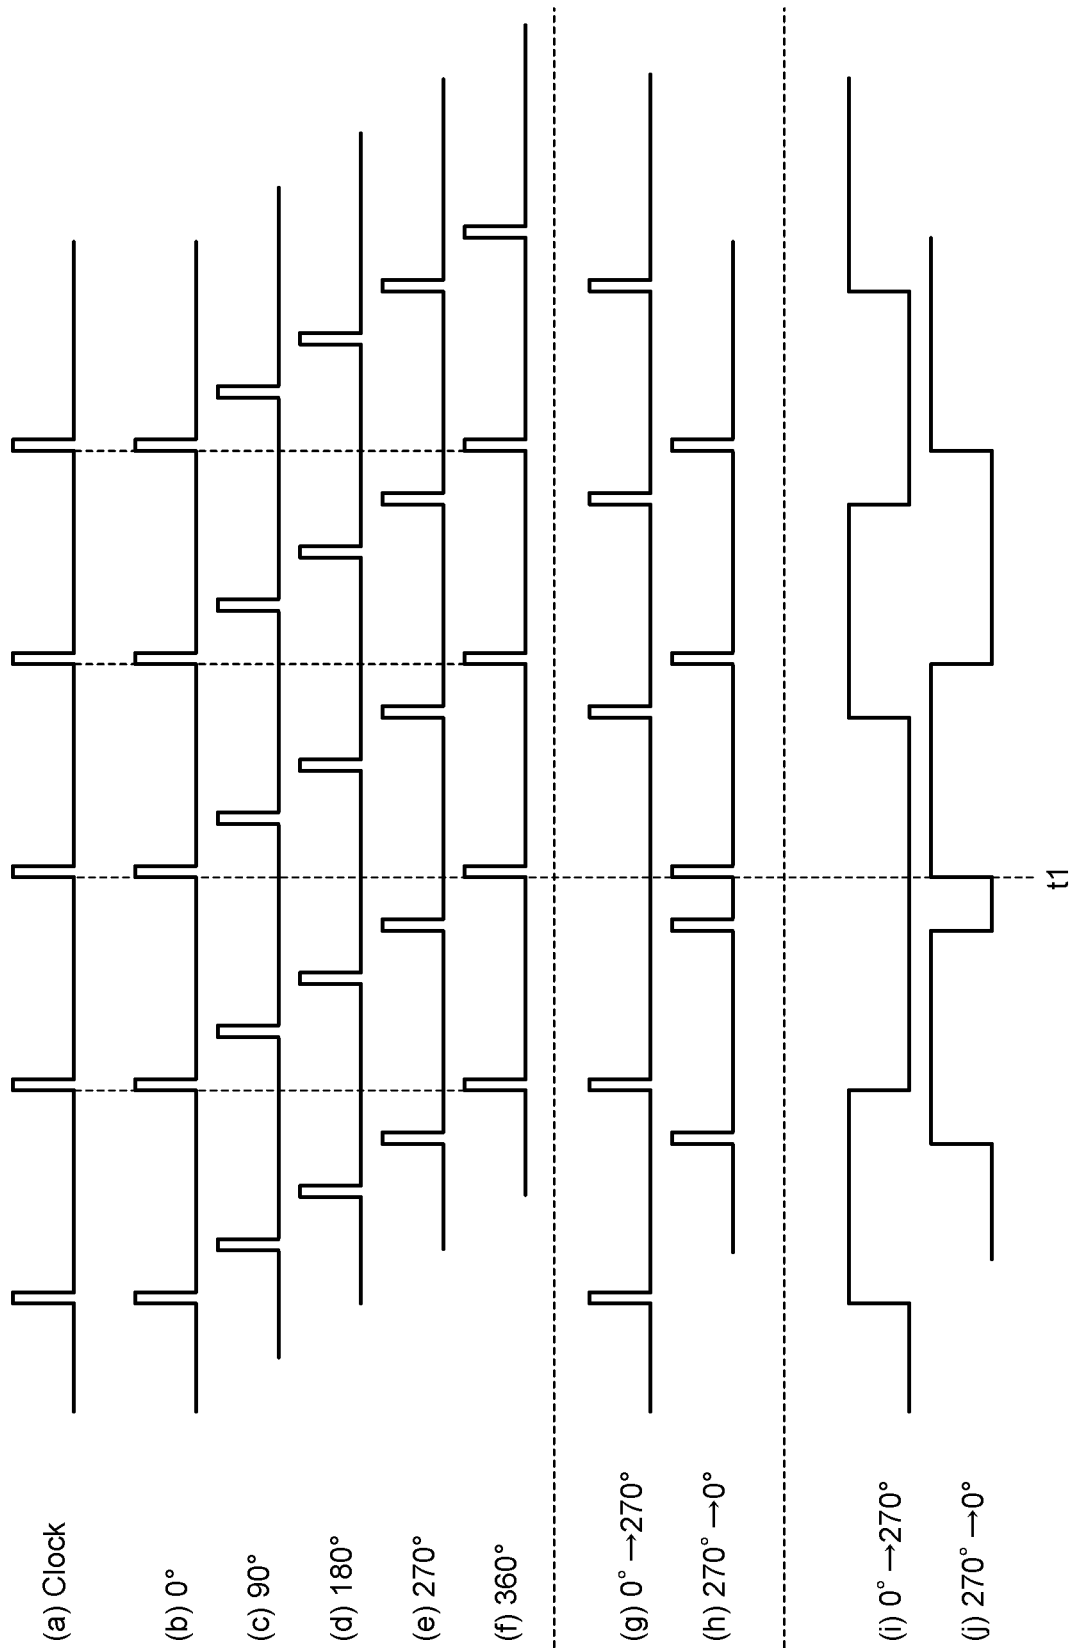 (a) Clock
(b) 0°
(c) 90°
(d) 180°
(e) 270°
(f) 360°
(g) 0° →270°
(h) 270° →0°
(i) 0° →270°
(j) 270° →0°
t1